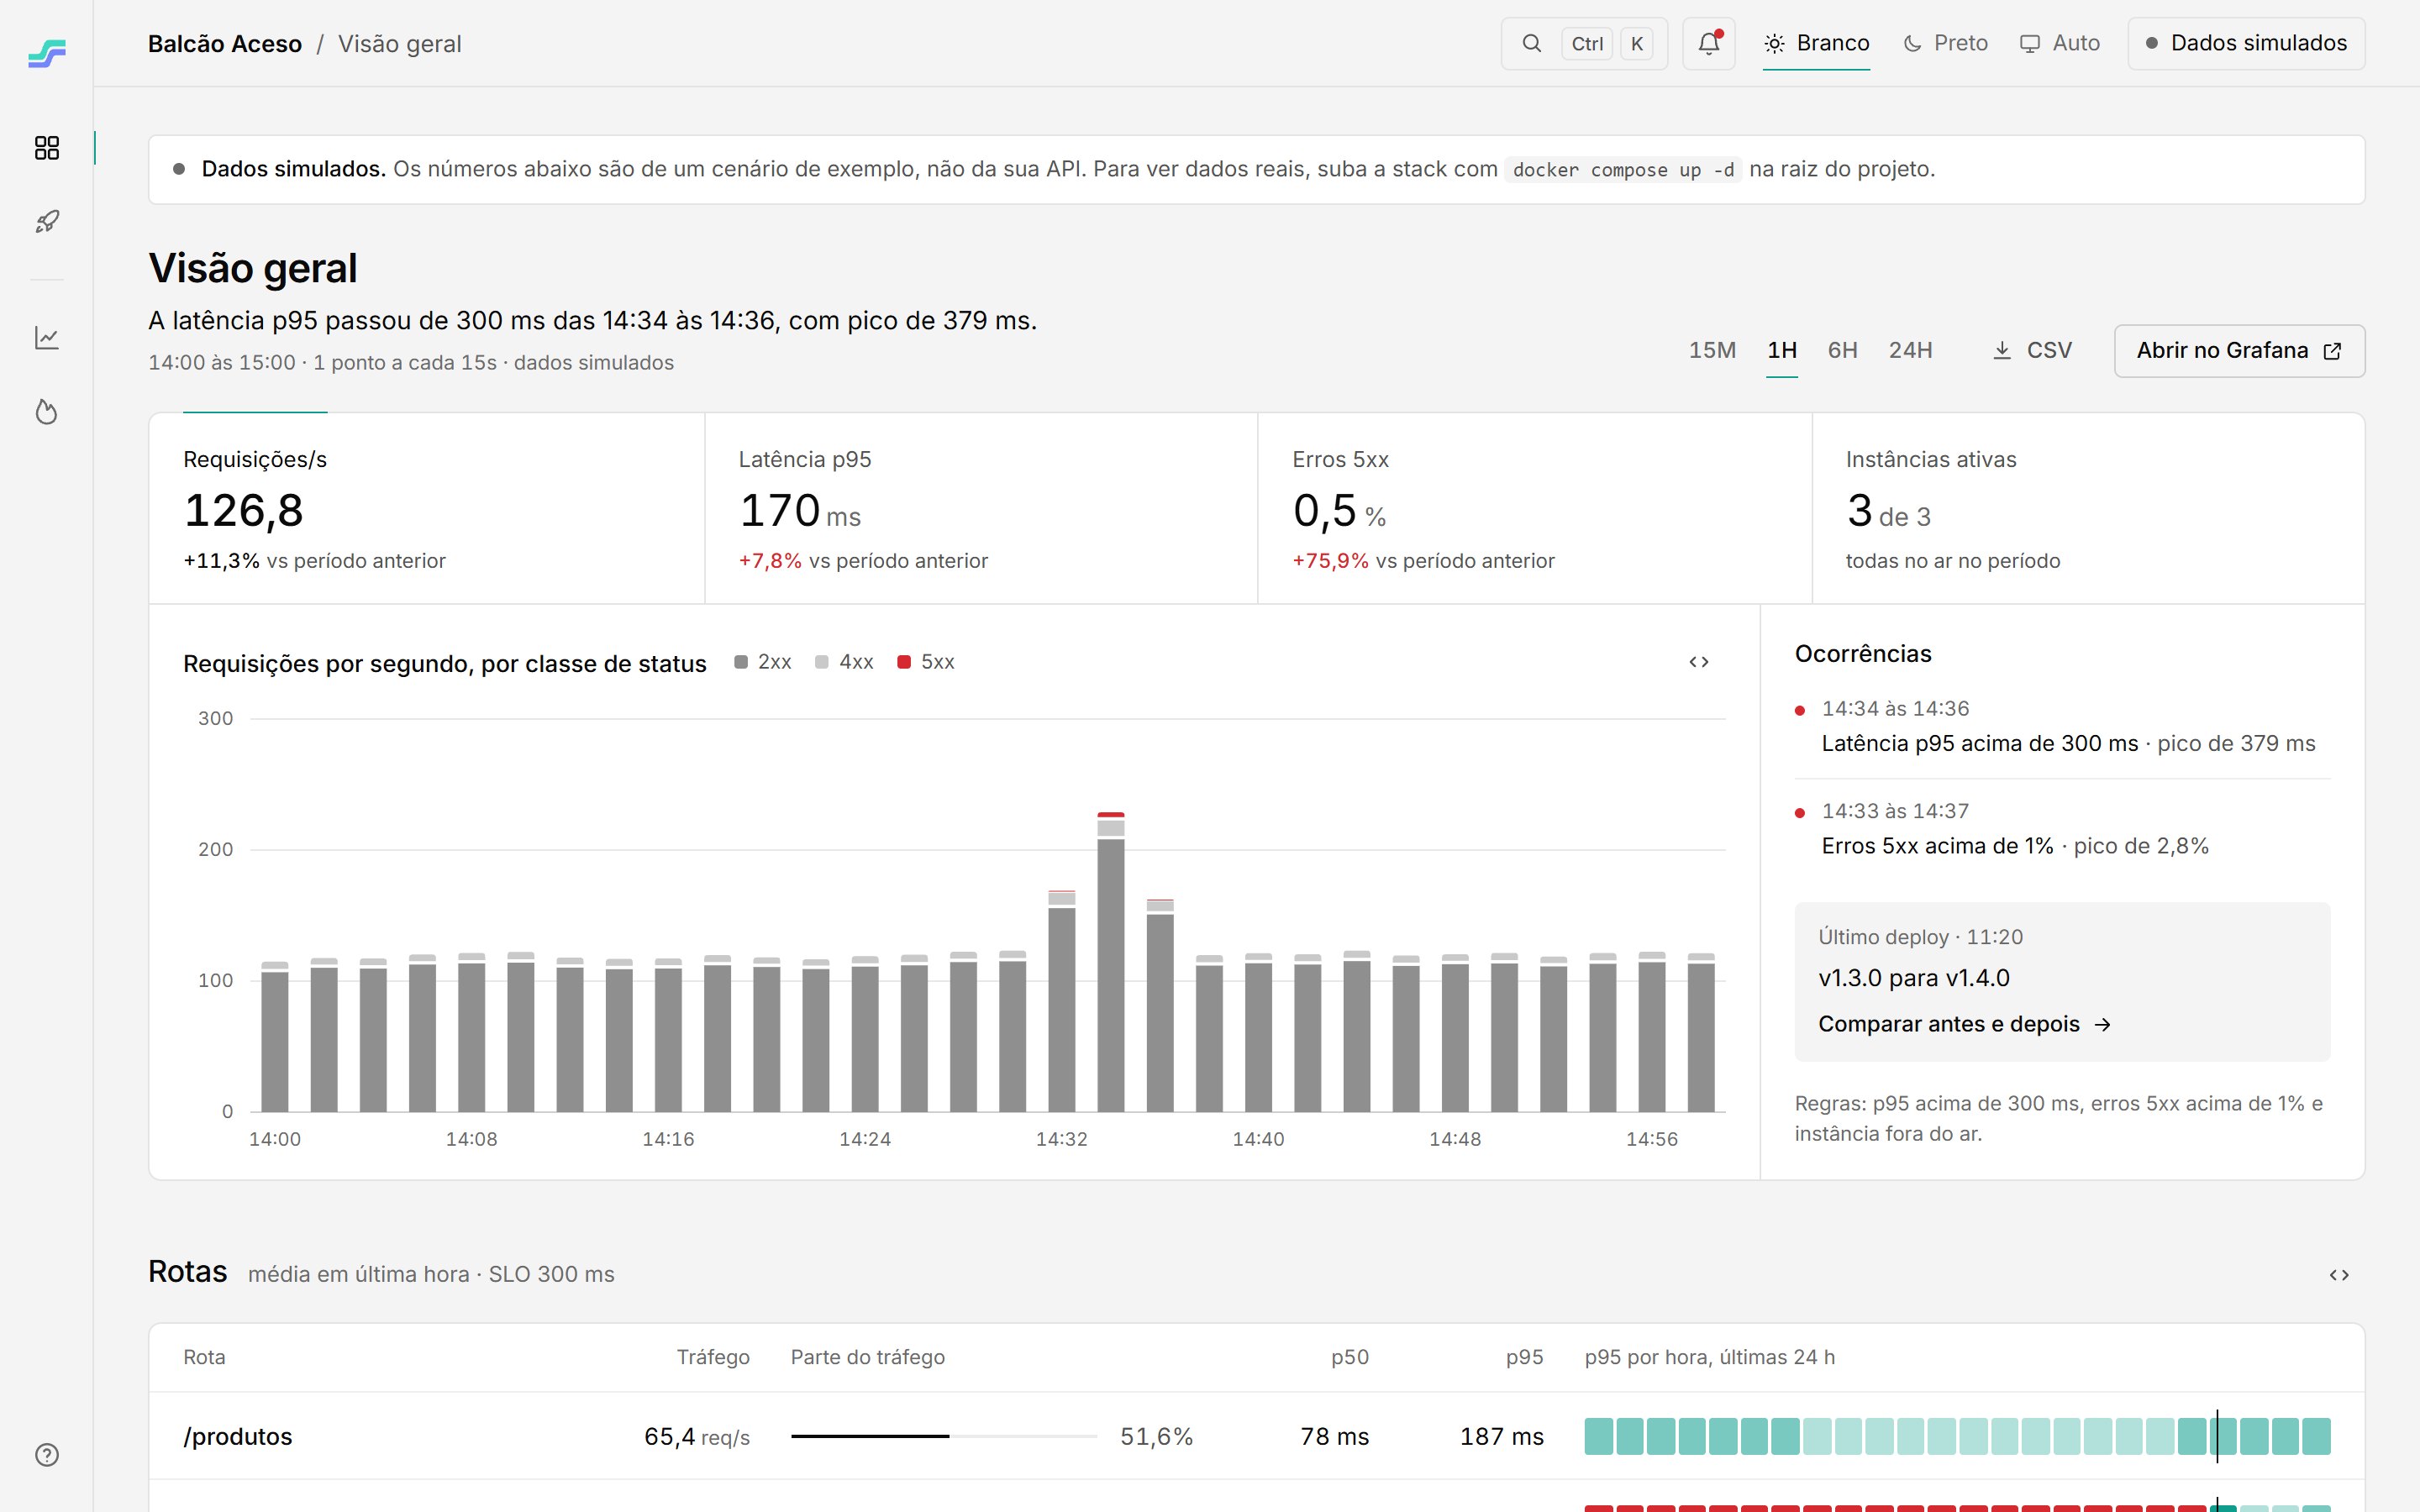 Balcão Aceso / Visão geral
Ctrl K
Branco Preto Auto
Dados simulados
Dados simulados. Os números abaixo são de um cenário de exemplo, não da sua API. Para ver dados reais, suba a stack com docker compose up -d na raiz do projeto.
Visão geral
A latência p95 passou de 300 ms das 14:34 às 14:36, com pico de 379 ms.
14:00 às 15:00 · 1 ponto a cada 15s · dados simulados
15M 1H 6H 24H CSV Abrir no Grafana
Requisições/s
126,8
+11,3% vs período anterior
Latência p95
170 ms
+7,8% vs período anterior
Erros 5xx
0,5 %
+75,9% vs período anterior
Instâncias ativas
3 de 3
todas no ar no período
Requisições por segundo, por classe de status 2xx 4xx 5xx
300
200
100
0
14:00 14:08 14:16 14:24 14:32 14:40 14:48 14:56
Ocorrências
14:34 às 14:36
Latência p95 acima de 300 ms · pico de 379 ms
14:33 às 14:37
Erros 5xx acima de 1% · pico de 2,8%
Último deploy · 11:20
v1.3.0 para v1.4.0
Comparar antes e depois →
Regras: p95 acima de 300 ms, erros 5xx acima de 1% e
instância fora do ar.
Rotas média em última hora · SLO 300 ms
Rota Tráfego Parte do tráfego p50 p95 p95 por hora, últimas 24 h
/produtos 65,4 req/s 51,6% 78 ms 187 ms